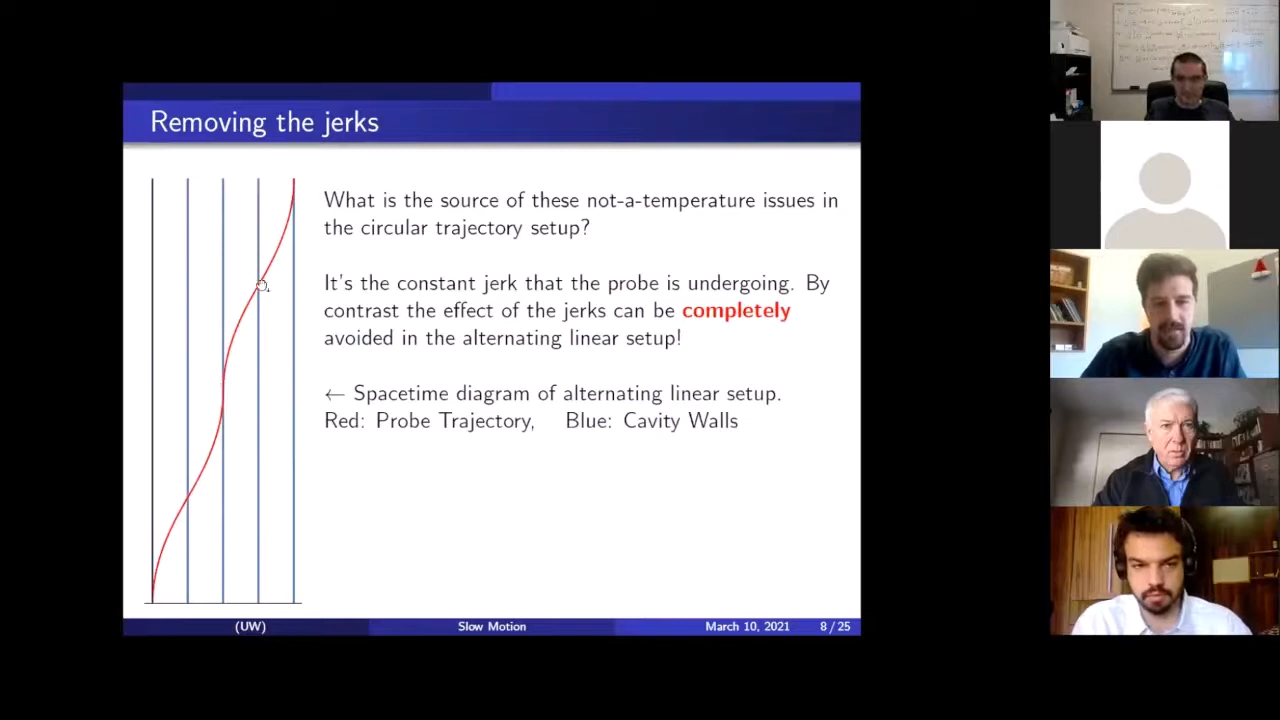 Removing the jerks
What is the source of these not-a-temperature issues in
the circular trajectory setup?
It's the constant jerk that the probe is undergoing. By
contrast the effect of the jerks can be completely
avoided in the alternating linear setup!
← Spacetime diagram of alternating linear setup.
Red: Probe Trajectory, Blue: Cavity Walls
(UW) Slow Motion March 10, 2021 8 / 25